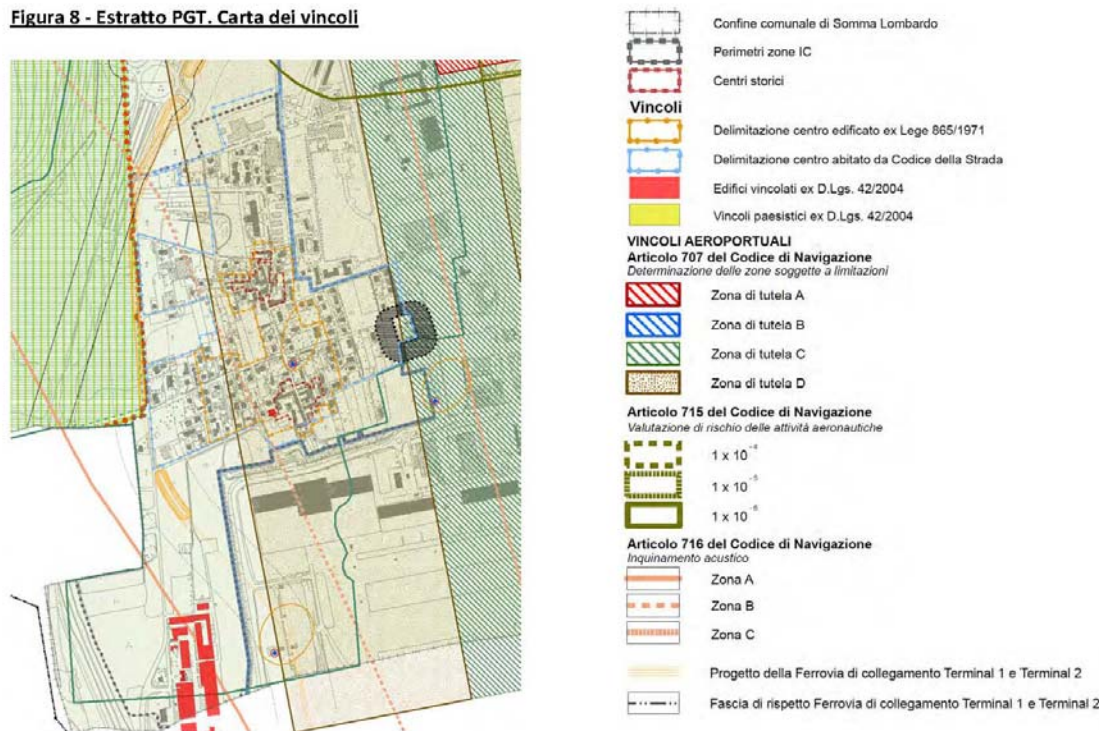 Figura 8 - Estratto PGT. Carta dei vincoli
Confine comunale di Somma Lombardo
Perimetri zone IC
Centri storici
Vincoli
Delimitazione centro edificato ex Lege 865/1971
Delimitazione centro abitato da Codice della Strada
Edifici vincolati ex D.Lgs. 42/2004
Vincoli paesistici ex D.Lgs. 42/2004
VINCOLI AEROPORTUALI
Articolo 707 del Codice di Navigazione
Determinazione delle zone soggette a limitazioni
Zona di tutela A
Zona di tutela B
Zona di tutela C
Zona di tutela D
Articolo 715 del Codice di Navigazione
Valutazione di rischio delle attività aeronautiche
1 x 10⁻⁴
1 x 10⁻⁵
1 x 10⁻⁶
Articolo 716 del Codice di Navigazione
Inquinamento acustico
Zona A
Zona B
Zona C
Progetto della Ferrovia di collegamento Terminal 1 e Terminal 2
Fascia di rispetto Ferrovia di collegamento Terminal 1 e Terminal 2